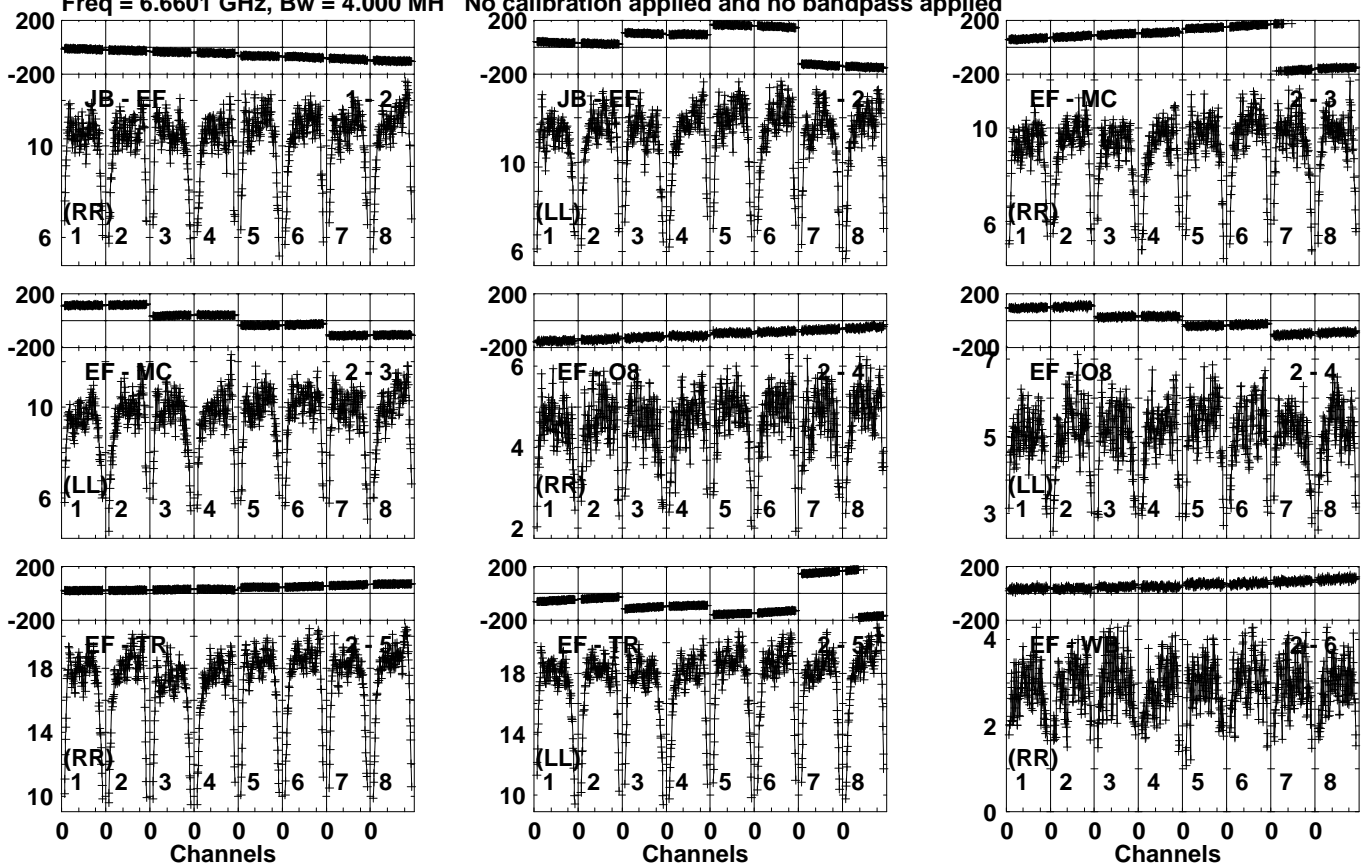 Freq = 6.6601 GHz, Bw = 4.000 MH No calibration applied and no bandpass applied
200 200 200
-200 -200 -200
JB - EF 1 - 2 JB - EF 1 - 2 EF - MC 2 - 3
10 10 10
(RR) (LL) (RR)
6 6 6
1 2 3 4 5 6 7 8 1 2 3 4 5 6 7 8 1 2 3 4 5 6 7 8
200 200 200
-200 -200 -200
6 7
EF - MC 2 - 3 EF - O8 2 - 4 EF - O8 2 - 4
10 4 5
6 2 3
(LL) (RR) (LL)
1 2 3 4 5 6 7 8 1 2 3 4 5 6 7 8 1 2 3 4 5 6 7 8
200 200 200
-200 -200 -200
EF - TR 2 - 5 EF - TR 2 - 5 EF - WB 2 - 6
18 18 4
14 14 2
(RR) (LL) (RR)
10 10 0
1 2 3 4 5 6 7 8 1 2 3 4 5 6 7 8 1 2 3 4 5 6 7 8
0 0 0 0 0 0 0 0 0 0 0 0 0 0 0 0 0 0 0 0 0 0 0 0
Channels Channels Channels